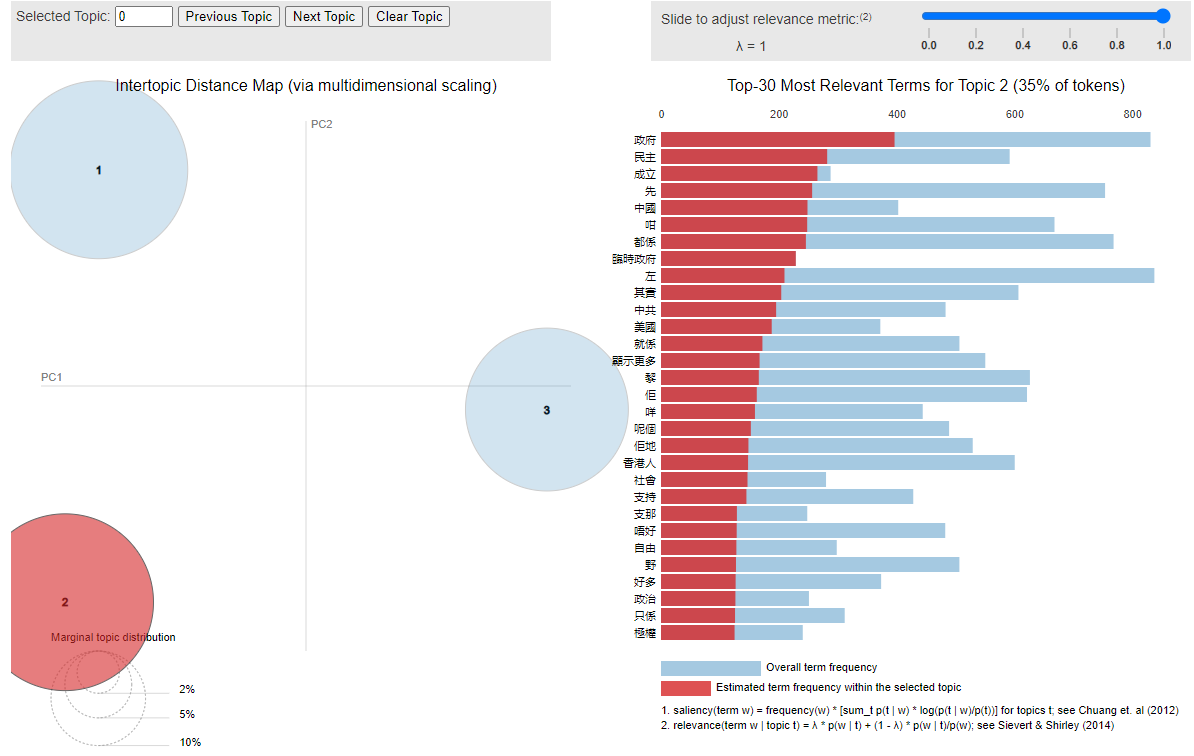 Selected Topic: 0 Previous Topic Next Topic Clear Topic
Slide to adjust relevance metric:(2)
λ = 1
0.0 0.2 0.4 0.6 0.8 1.0
Intertopic Distance Map (via multidimensional scaling)
PC2
PC1
1
3
2
Marginal topic distribution
2%
5%
10%
Top-30 Most Relevant Terms for Topic 2 (35% of tokens)
0 200 400 600 800
政府
民主
成立
先
中國
咁
都係
臨時政府
左
其實
中共
美國
就係
顯示更多
黎
佢
咩
呢個
佢地
香港人
社會
支持
支那
唔好
自由
野
好多
政治
只係
極權
Overall term frequency
Estimated term frequency within the selected topic
1. saliency(term w) = frequency(w) * [sum_t p(t | w) * log(p(t | w)/p(t))] for topics t; see Chuang et. al (2012)
2. relevance(term w | topic t) = λ * p(w | t) + (1 - λ) * p(w | t)/p(w); see Sievert & Shirley (2014)